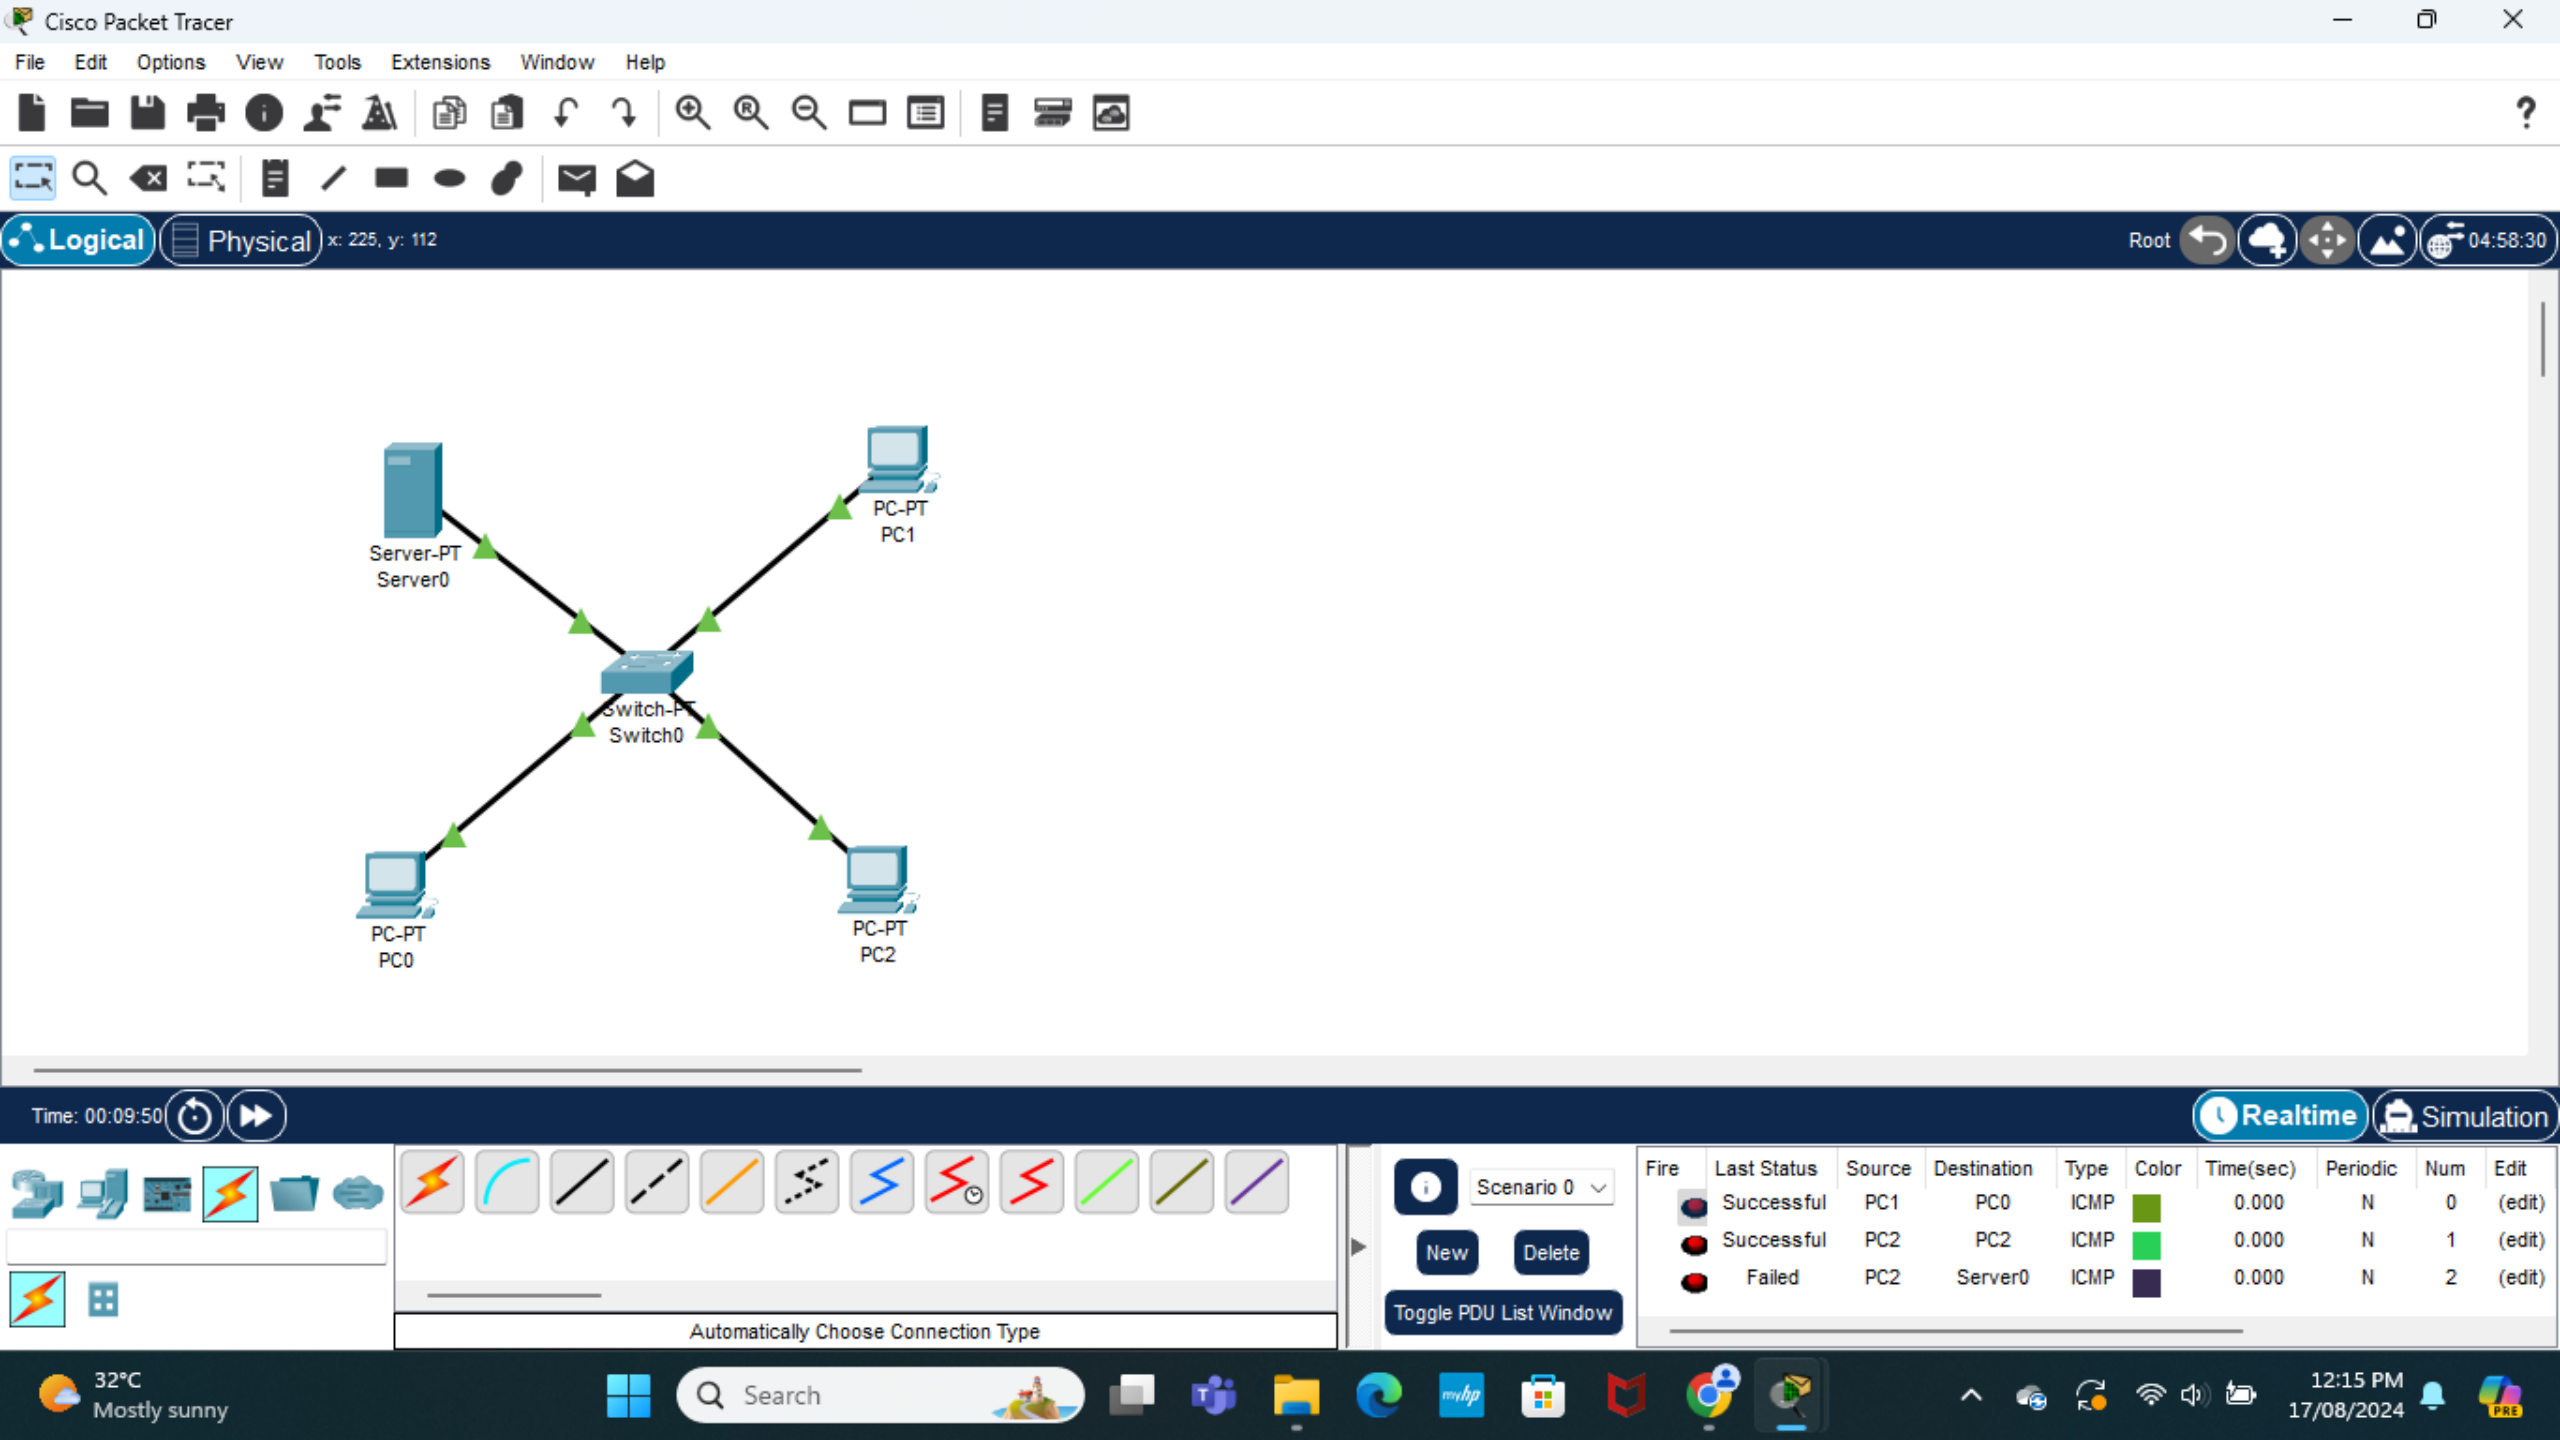 Cisco Packet Tracer
File Edit Options View Tools Extensions Window Help
Logical Physical x: 225, y: 112 Root 04:58:30
PC-PT
PC1
Server-PT
Server0
Switch-PT
Switch0
PC-PT
PC0
PC-PT
PC2
Time: 00:09:50 Realtime Simulation
Scenario 0
New Delete
Toggle PDU List Window
Fire Last Status Source Destination Type Color Time(sec) Periodic Num Edit
Successful PC1 PC0 ICMP 0.000 N 0 (edit)
Successful PC2 PC2 ICMP 0.000 N 1 (edit)
Failed PC2 Server0 ICMP 0.000 N 2 (edit)
Automatically Choose Connection Type
32°C
Mostly sunny
Search
myhp
12:15 PM
17/08/2024
PRE